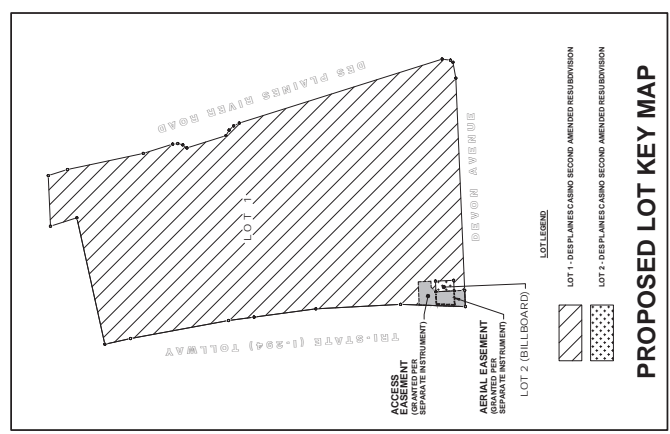 DES PLAINES RIVER ROAD
LOT 1
DEVON AVENUE
TRI-STATE (I-294) TOLLWAY
ACCESS
EASEMENT
(GRANTED PER
SEPARATE INSTRUMENT)
AERIAL EASEMENT
(GRANTED PER
SEPARATE INSTRUMENT)
LOT 2 (BILLBOARD)
LOT LEGEND
LOT 1 - DES PLAINES CASINO SECOND AMENDED RESUBDIVISION
LOT 2 - DES PLAINES CASINO SECOND AMENDED RESUBDIVISION
PROPOSED LOT KEY MAP